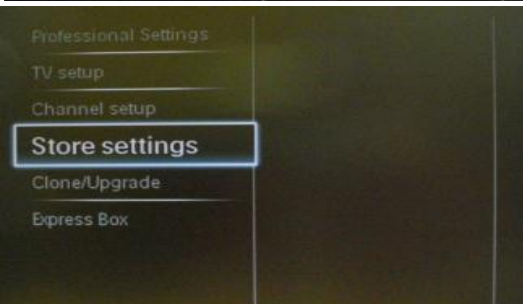 Professional Settings
TV setup
Channel setup
Store settings
Clone/Upgrade
Express Box